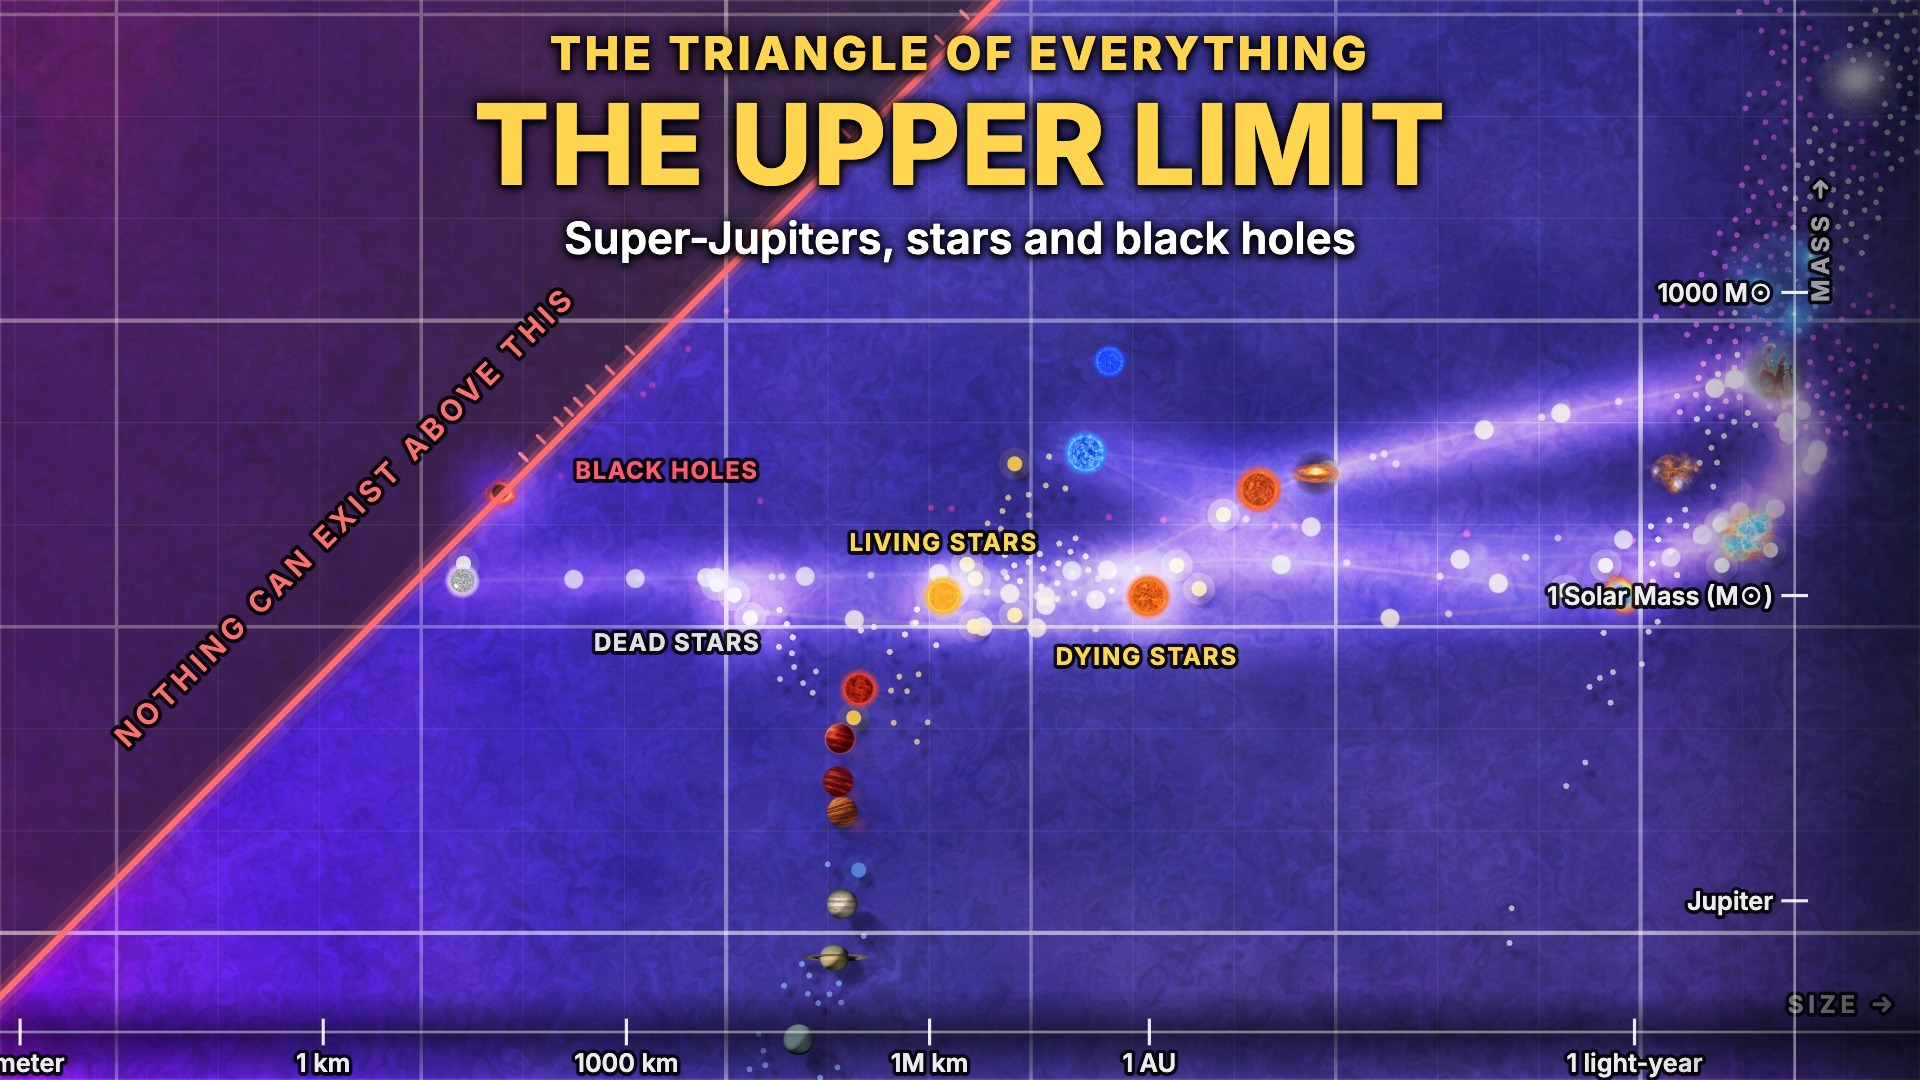 THE TRIANGLE OF EVERYTHING
THE UPPER LIMIT
Super-Jupiters, stars and black holes
MASS →
1000 M☉
NOTHING CAN EXIST ABOVE THIS
BLACK HOLES
LIVING STARS
1 Solar Mass (M☉)
DEAD STARS
DYING STARS
Jupiter
SIZE →
meter
1 km
1000 km
1M km
1 AU
1 light-year